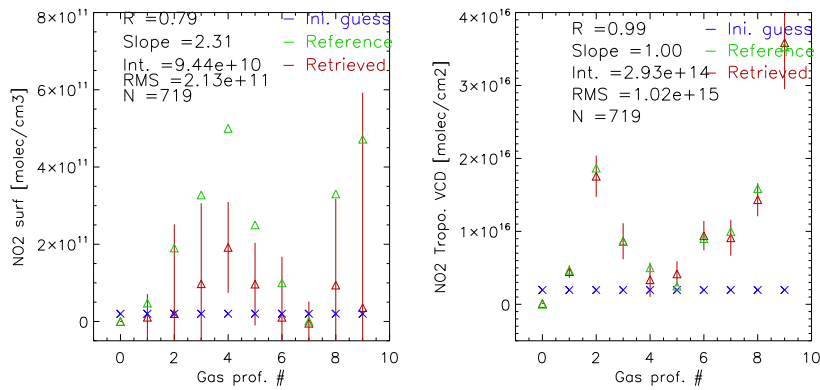 8×10¹¹
6×10¹¹
4×10¹¹
2×10¹¹
0
NO2 surf [molec/cm3]
R =0.79
Slope =2.31
Int. =9.44e+10
RMS =2.13e+11
N =719
Ini. guess
Reference
Retrieved
0 2 4 6 8 10
Gas prof. #
4×10¹⁶
3×10¹⁶
2×10¹⁶
1×10¹⁶
0
NO2 Tropo. VCD [molec/cm2]
R =0.99
Slope =1.00
Int. =2.93e+14
RMS =1.02e+15
N =719
Ini. guess
Reference
Retrieved
0 2 4 6 8 10
Gas prof. #